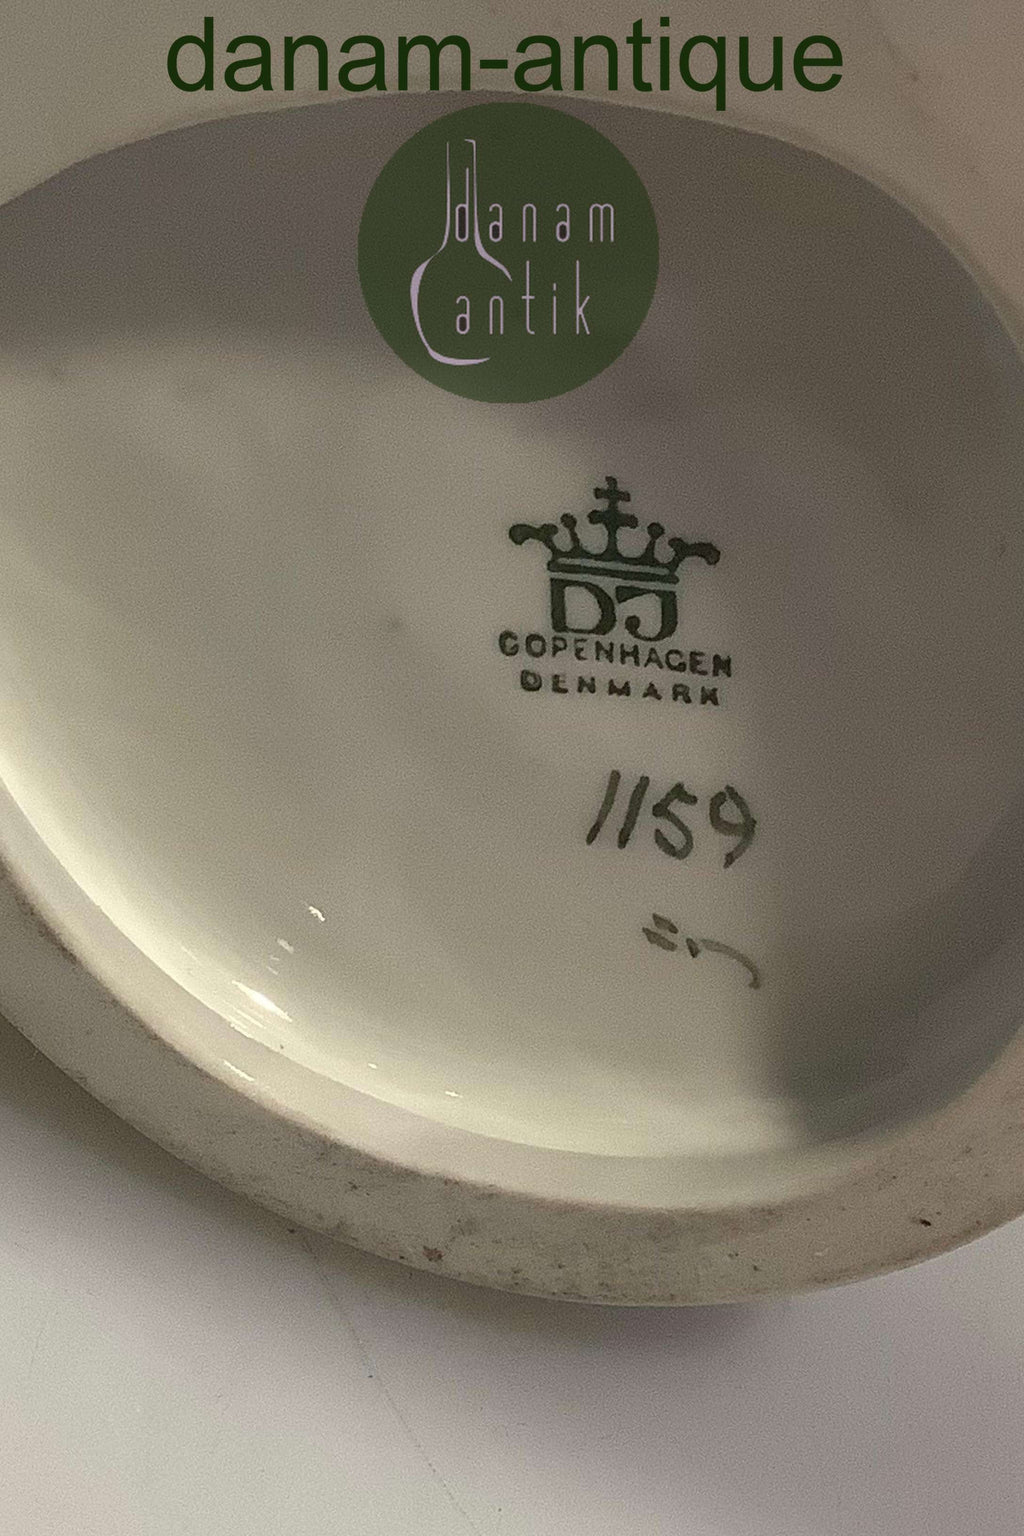 danam-antique
danam
antik
DJ
COPENHAGEN
DENMARK
1159